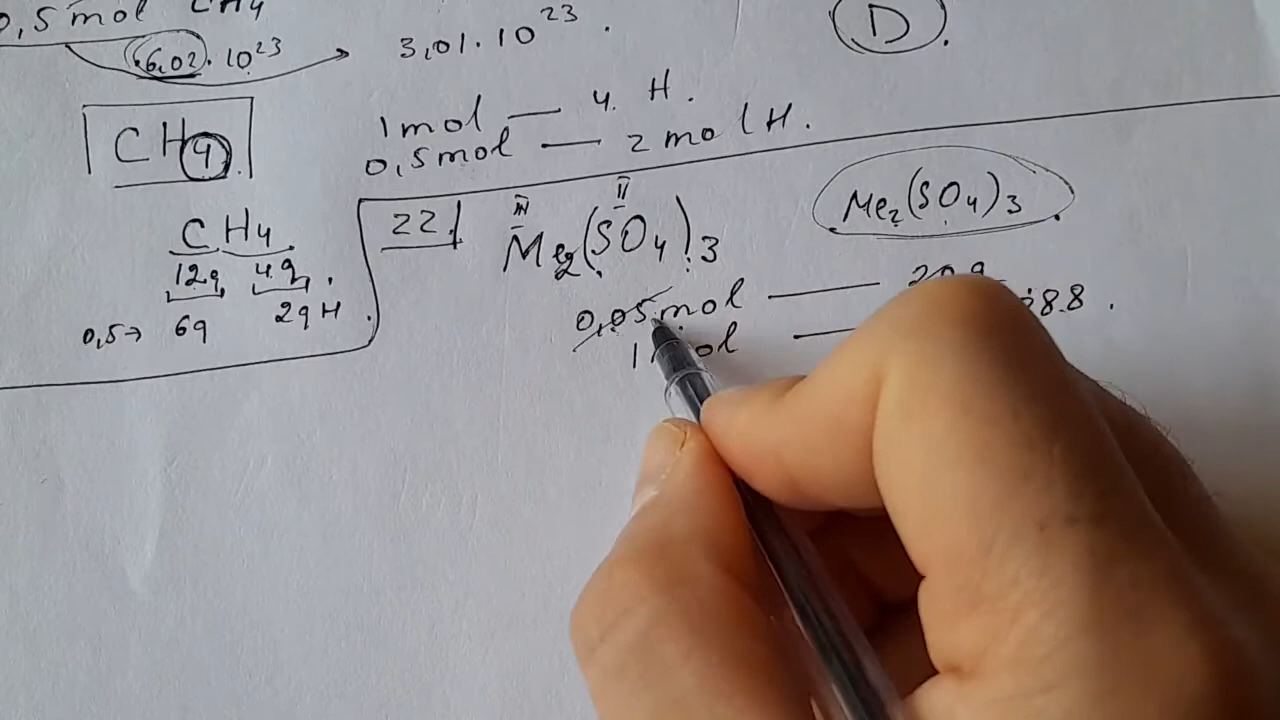 0,5 mol CH4
6,02 · 10^23 → 3,01 · 10^23 .
D .
CH4
1 mol — 4 H .
0,5 mol — 2 mol H .
CH4
12g 4g .
0,5 → 6g 2g H
22)
III II
Me2(SO4)3
Me2(SO4)3 .
0,05 mol —
1 mol —
88 .